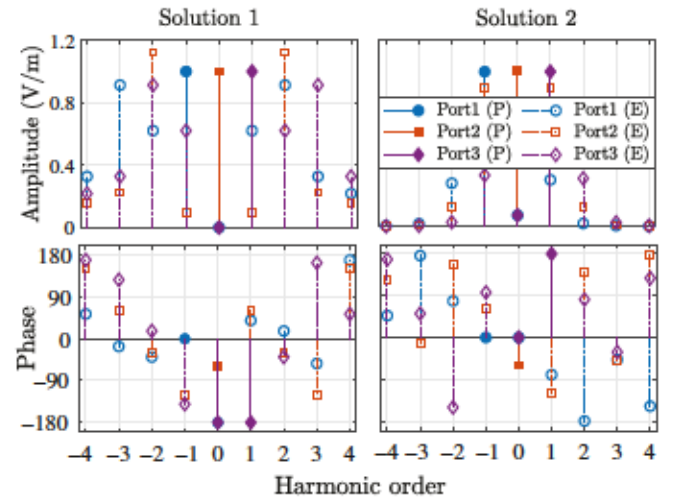 Solution 1
Solution 2
Amplitude (V/m)
1.2
0.8
0.4
0
Port1 (P)
Port1 (E)
Port2 (P)
Port2 (E)
Port3 (P)
Port3 (E)
Phase
180
90
0
−90
−180
−4 −3 −2 −1 0 1 2 3 4
−4 −3 −2 −1 0 1 2 3 4
Harmonic order